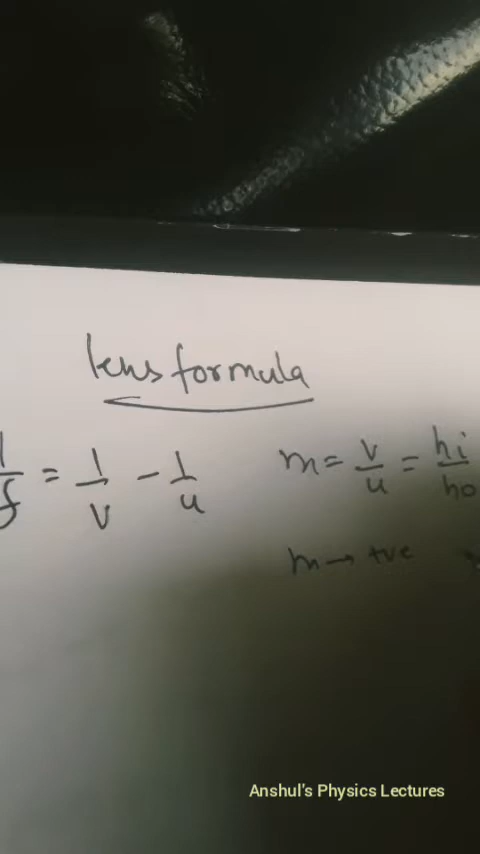 lens formula
1/f = 1/v - 1/u
m = v/u = hi/ho
m → +ve
Anshul's Physics Lectures